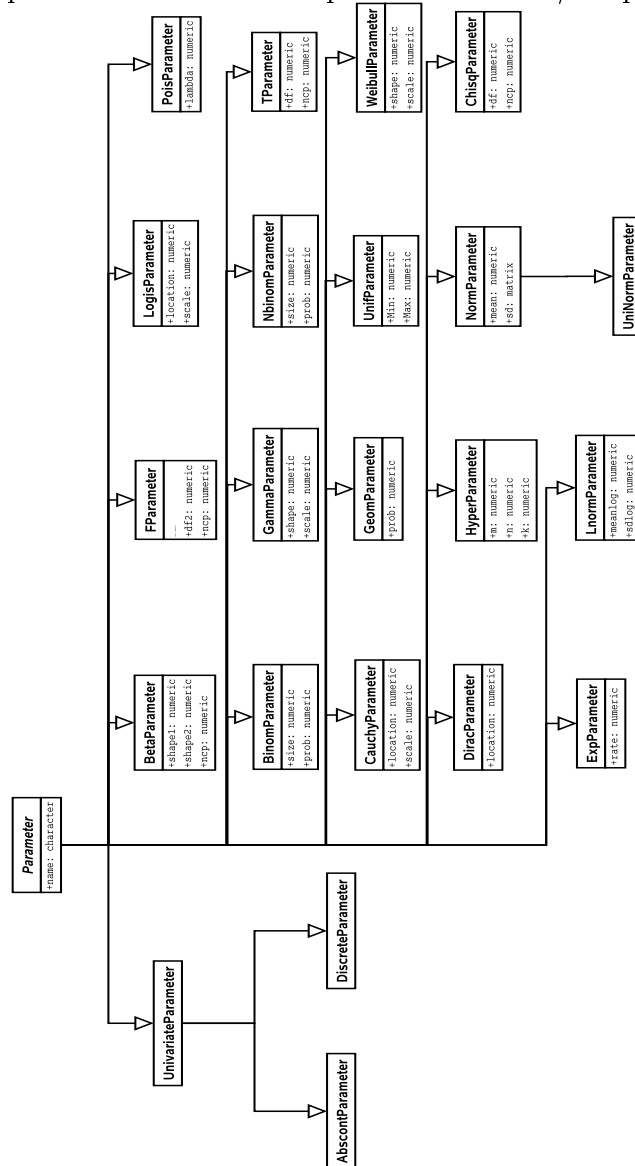 Parameter
+name: character
UnivariateParameter
BetaParameter
+shape1: numeric
+shape2: numeric
+ncp: numeric
FParameter
+df2: numeric
+ncp: numeric
LogisParameter
+location: numeric
+scale: numeric
PoisParameter
+lambda: numeric
BinomParameter
+size: numeric
+prob: numeric
GammaParameter
+shape: numeric
+scale: numeric
NbinomParameter
+size: numeric
+prob: numeric
TParameter
+df: numeric
+ncp: numeric
AbscontParameter
DiscreteParameter
CauchyParameter
+location: numeric
+scale: numeric
GeomParameter
+prob: numeric
UnifParameter
+Min: numeric
+Max: numeric
WeibullParameter
+shape: numeric
+scale: numeric
DiracParameter
+location: numeric
HyperParameter
+m: numeric
+n: numeric
+k: numeric
NormParameter
+mean: numeric
+sd: matrix
ChisqParameter
+df: numeric
+ncp: numeric
ExpParameter
+rate: numeric
LnormParameter
+meanlog: numeric
+sdlog: numeric
UniNormParameter